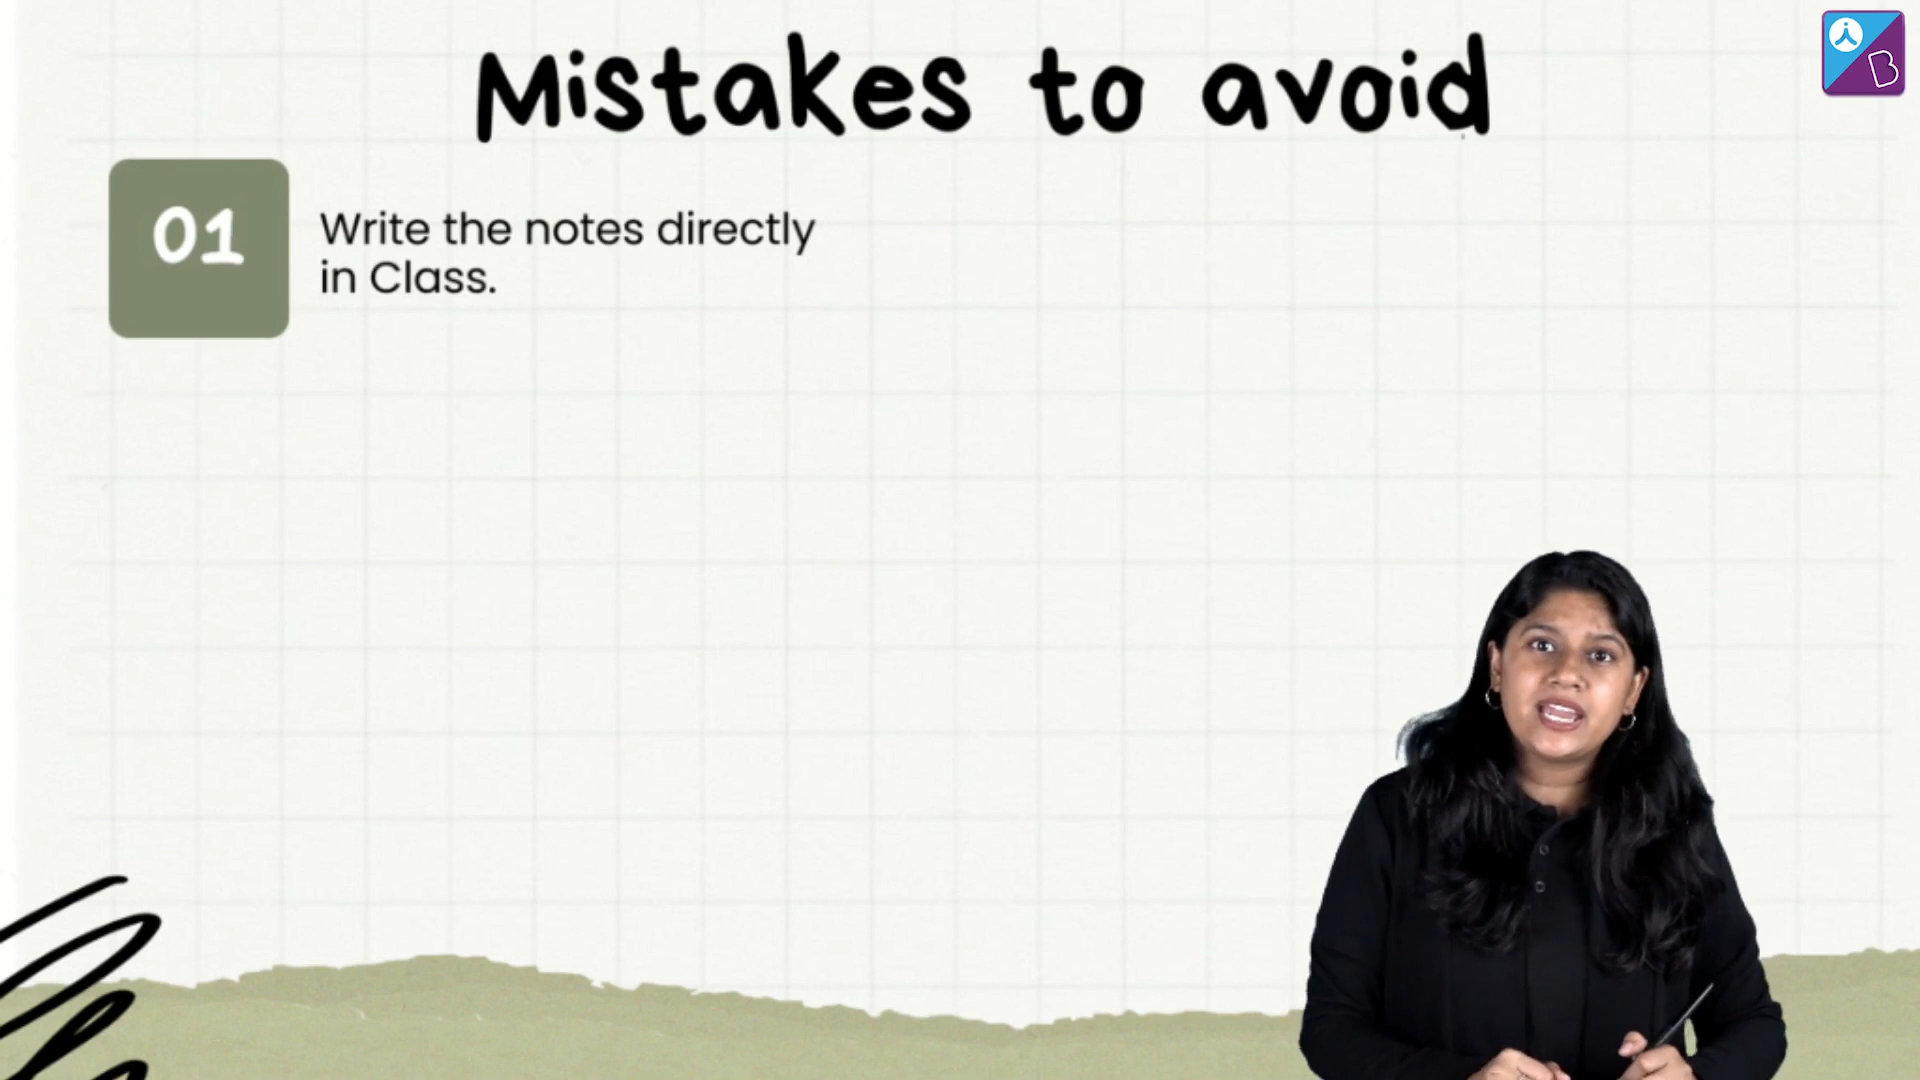 Mistakes to avoid
01
Write the notes directly
in Class.
B